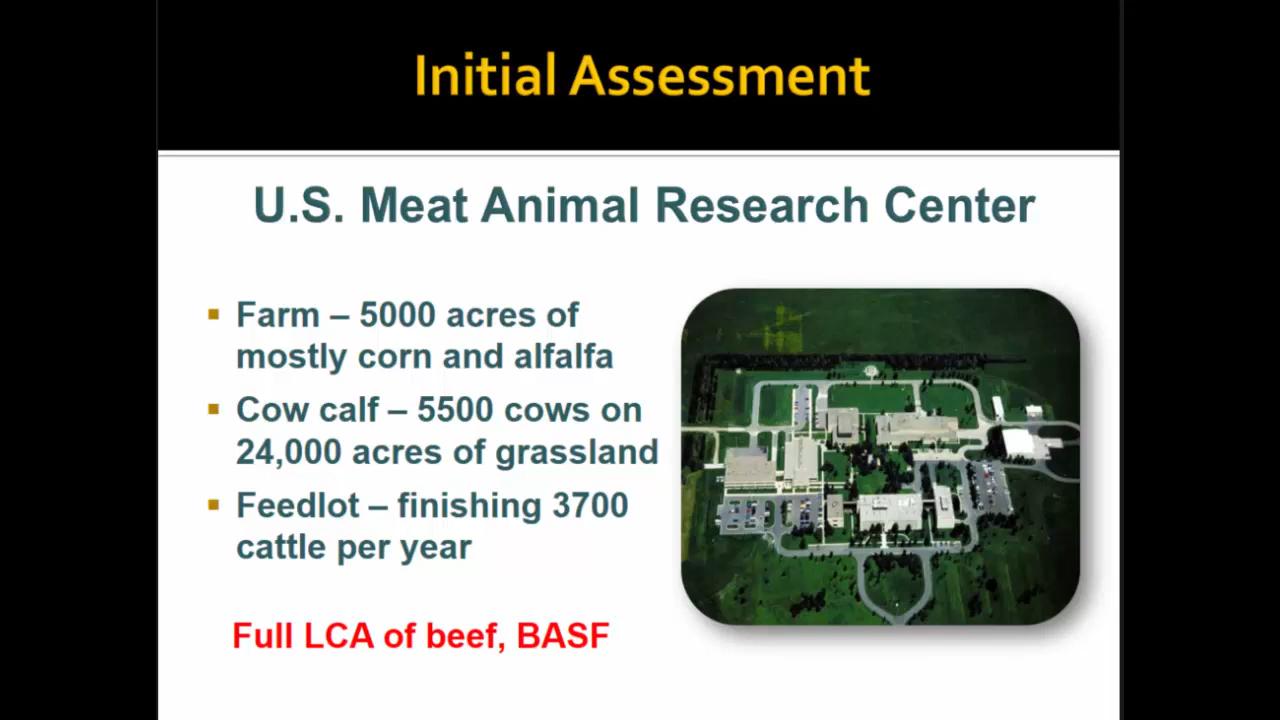 Initial Assessment
U.S. Meat Animal Research Center
▪ Farm – 5000 acres of
mostly corn and alfalfa
▪ Cow calf – 5500 cows on
24,000 acres of grassland
▪ Feedlot – finishing 3700
cattle per year
Full LCA of beef, BASF